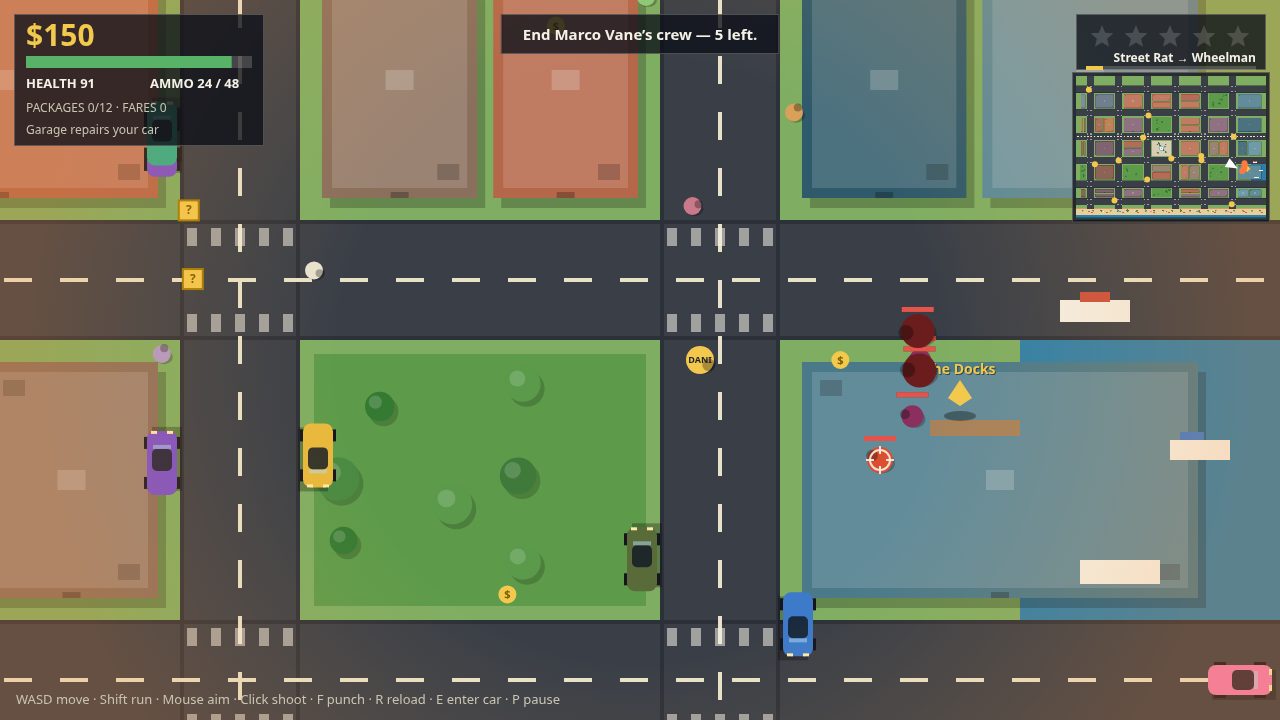 $150
HEALTH 91
AMMO 24 / 48
PACKAGES 0/12 · FARES 0
Garage repairs your car
End Marco Vane's crew — 5 left.
Street Rat → Wheelman
$
?
?
DANI
$
he Docks
$
WASD move · Shift run · Mouse aim · Click shoot · F punch · R reload · E enter car · P pause